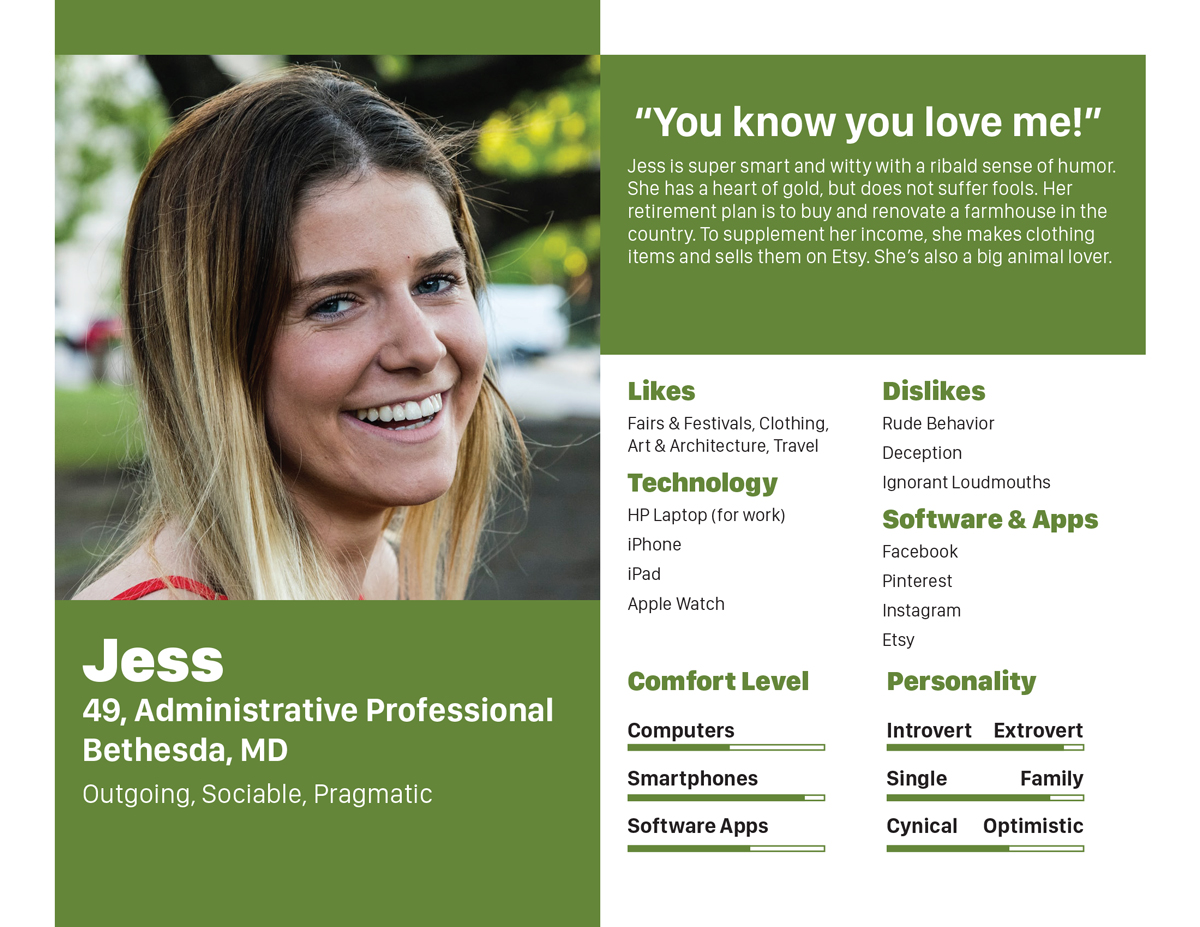 “You know you love me!”
Jess is super smart and witty with a ribald sense of humor.
She has a heart of gold, but does not suffer fools. Her
retirement plan is to buy and renovate a farmhouse in the
country. To supplement her income, she makes clothing
items and sells them on Etsy. She’s also a big animal lover.
Jess
49, Administrative Professional
Bethesda, MD
Outgoing, Sociable, Pragmatic
Likes
Fairs & Festivals, Clothing,
Art & Architecture, Travel
Technology
HP Laptop (for work)
iPhone
iPad
Apple Watch
Dislikes
Rude Behavior
Deception
Ignorant Loudmouths
Software & Apps
Facebook
Pinterest
Instagram
Etsy
Comfort Level
Computers
Smartphones
Software Apps
Personality
Introvert Extrovert
Single Family
Cynical Optimistic